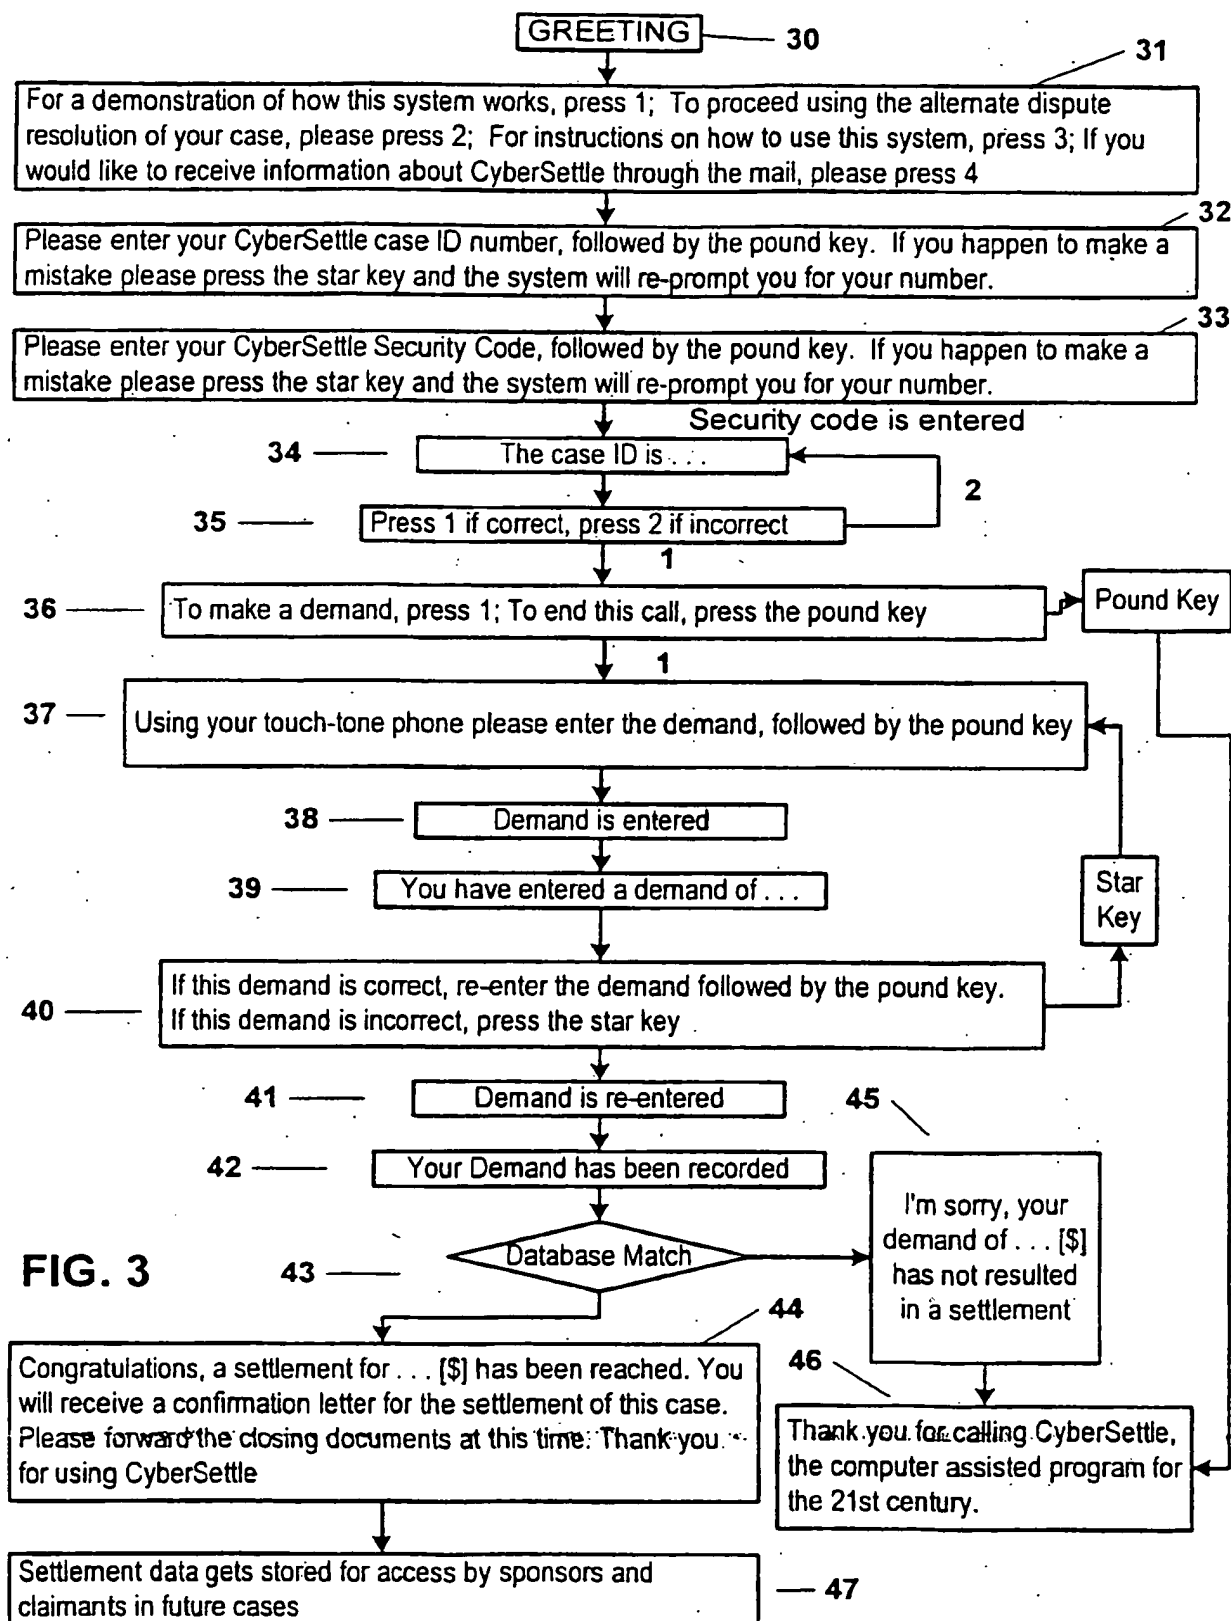 GREETING
30
31
For a demonstration of how this system works, press 1; To proceed using the alternate dispute
resolution of your case, please press 2; For instructions on how to use this system, press 3; If you
would like to receive information about CyberSettle through the mail, please press 4
32
Please enter your CyberSettle case ID number, followed by the pound key. If you happen to make a
mistake please press the star key and the system will re-prompt you for your number.
33
Please enter your CyberSettle Security Code, followed by the pound key. If you happen to make a
mistake please press the star key and the system will re-prompt you for your number.
Security code is entered
34
The case ID is . . .
2
35
Press 1 if correct, press 2 if incorrect
1
36
To make a demand, press 1; To end this call, press the pound key
Pound Key
1
37
Using your touch-tone phone please enter the demand, followed by the pound key
38
Demand is entered
39
You have entered a demand of . . .
Star
Key
40
If this demand is correct, re-enter the demand followed by the pound key.
If this demand is incorrect, press the star key
41
Demand is re-entered
45
42
Your Demand has been recorded
I'm sorry, your
demand of . . . [$]
has not resulted
in a settlement
FIG. 3
43
Database Match
44
Congratulations, a settlement for . . . [$] has been reached. You
will receive a confirmation letter for the settlement of this case.
Please forward the closing documents at this time. Thank you
for using CyberSettle
46
Thank you for calling CyberSettle,
the computer assisted program for
the 21st century.
Settlement data gets stored for access by sponsors and
claimants in future cases
47